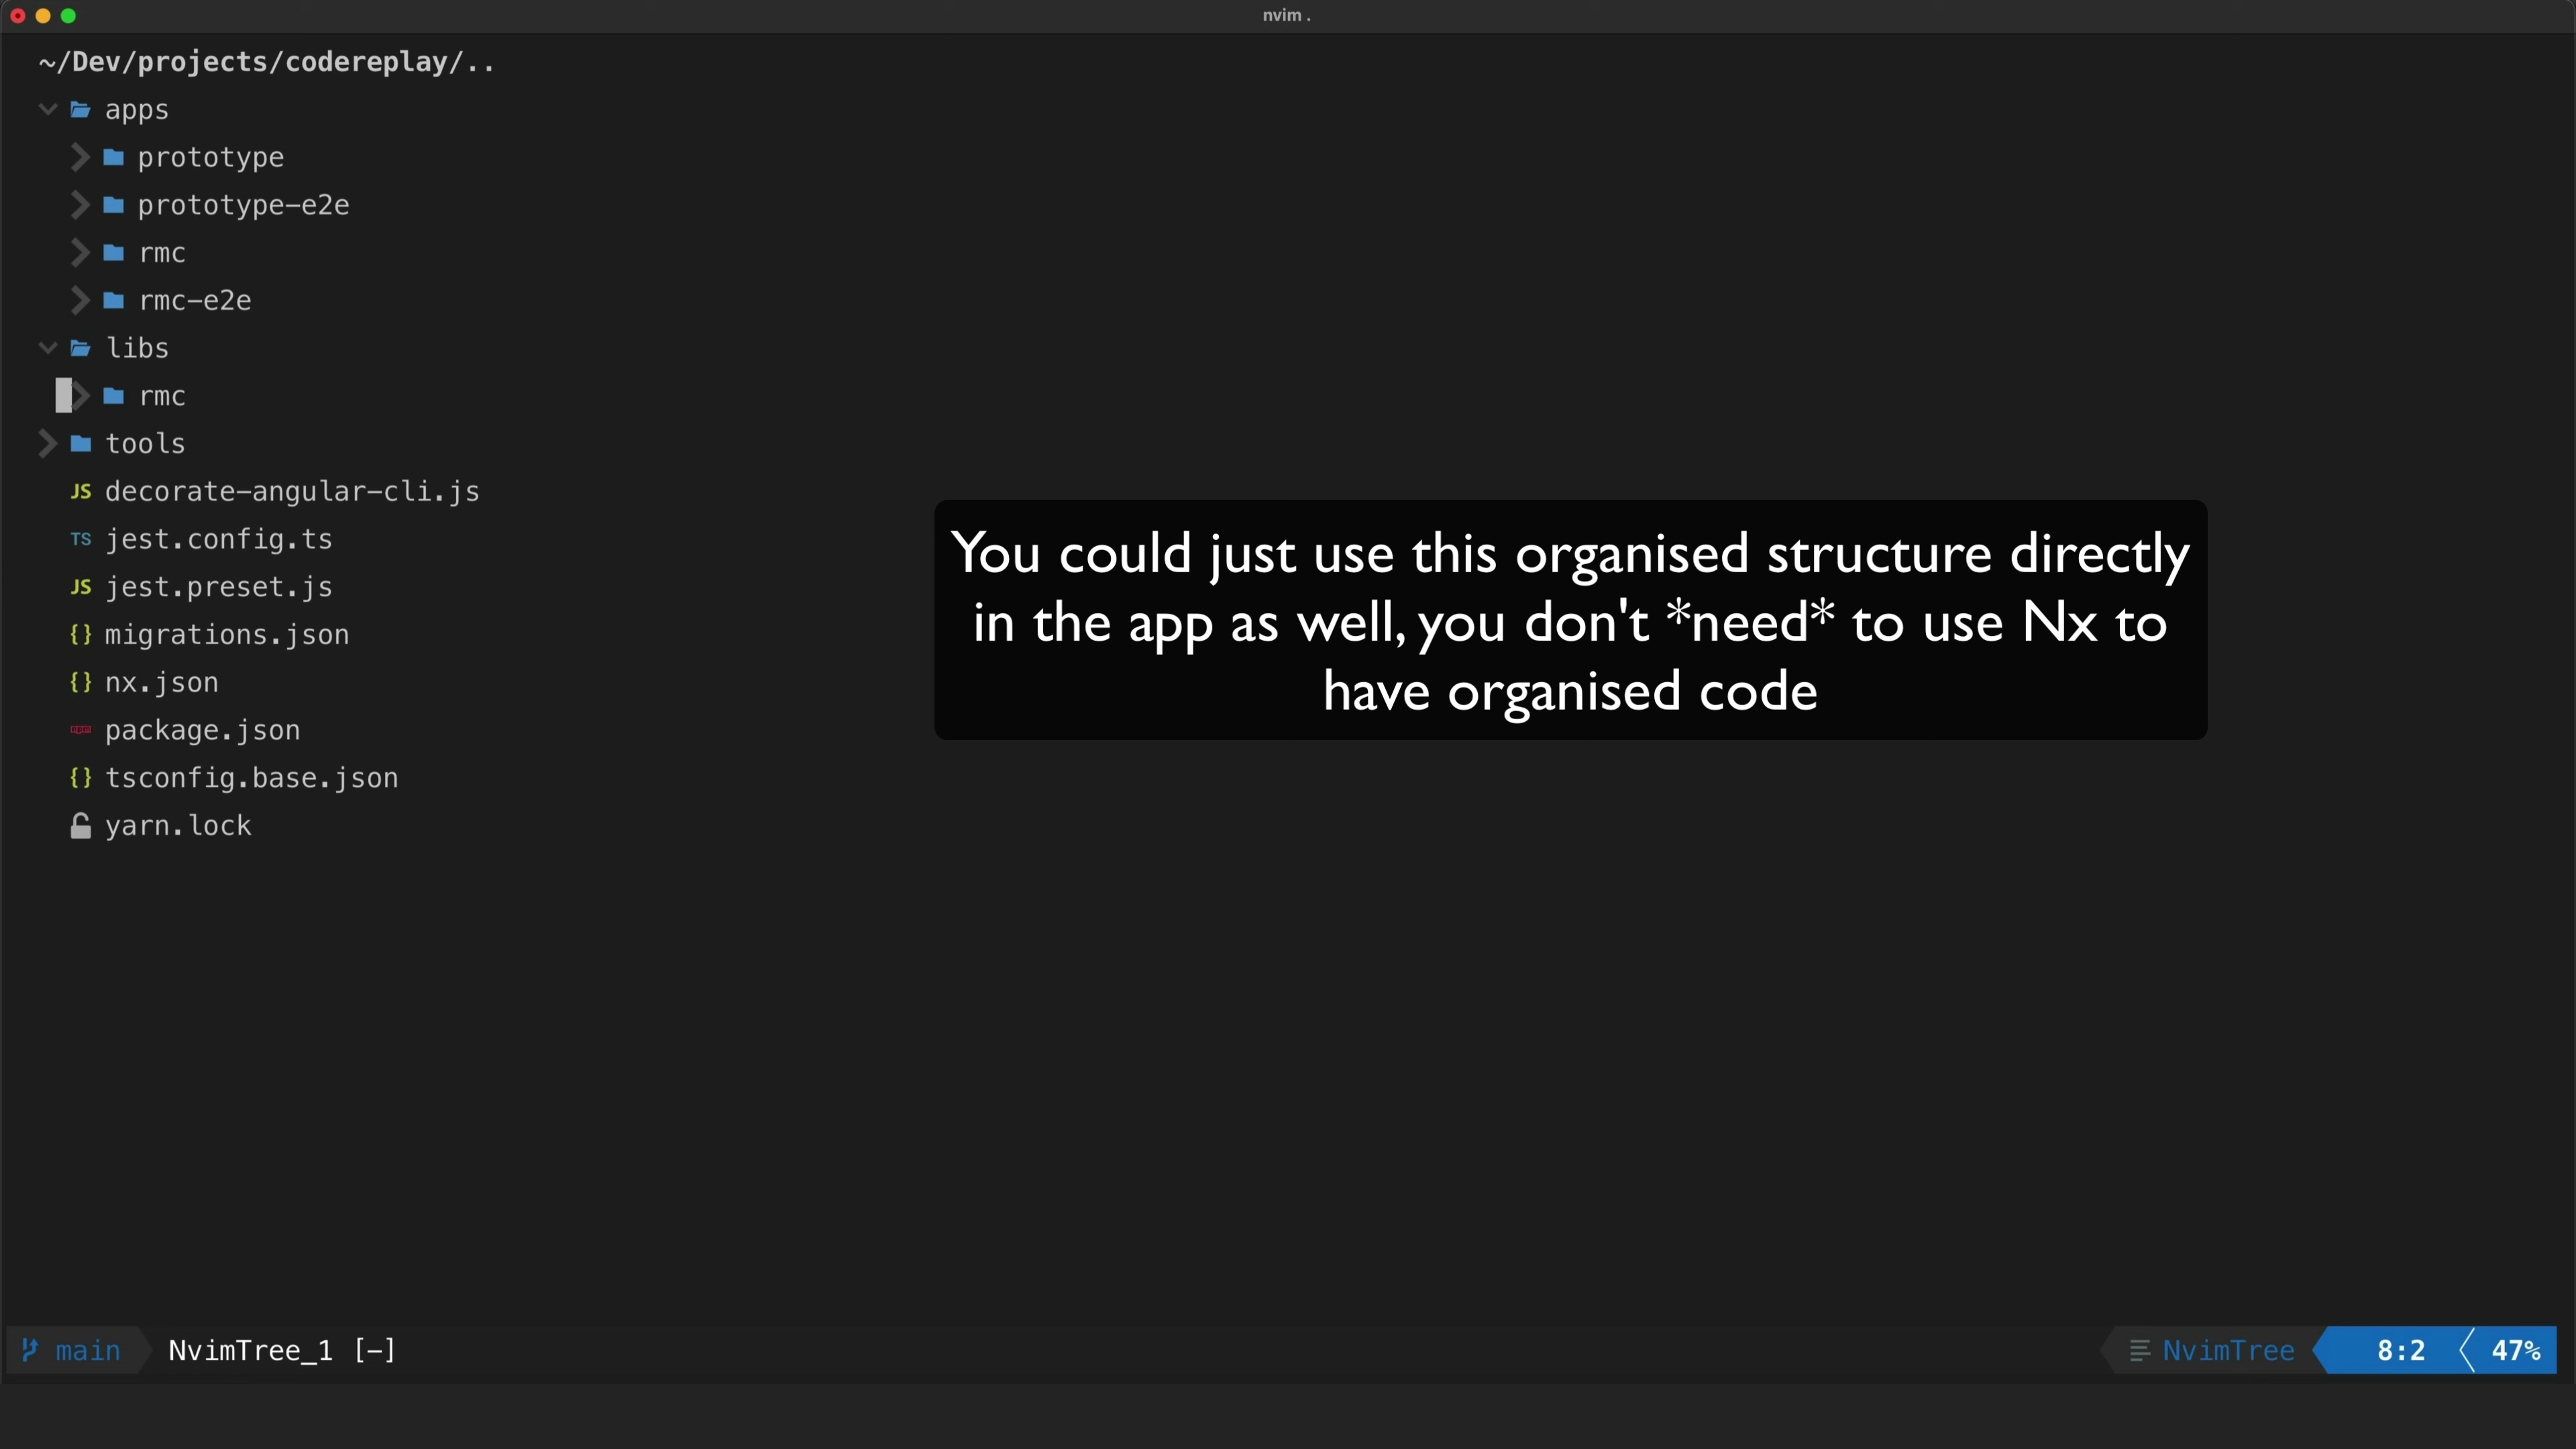 nvim .
~/Dev/projects/codereplay/..
apps
prototype
prototype-e2e
rmc
rmc-e2e
libs
rmc
tools
JS decorate-angular-cli.js
TS jest.config.ts
JS jest.preset.js
{} migrations.json
{} nx.json
package.json
{} tsconfig.base.json
yarn.lock
You could just use this organised structure directly
in the app as well, you don't *need* to use Nx to
have organised code
main NvimTree_1 [-] NvimTree 8:2 47%